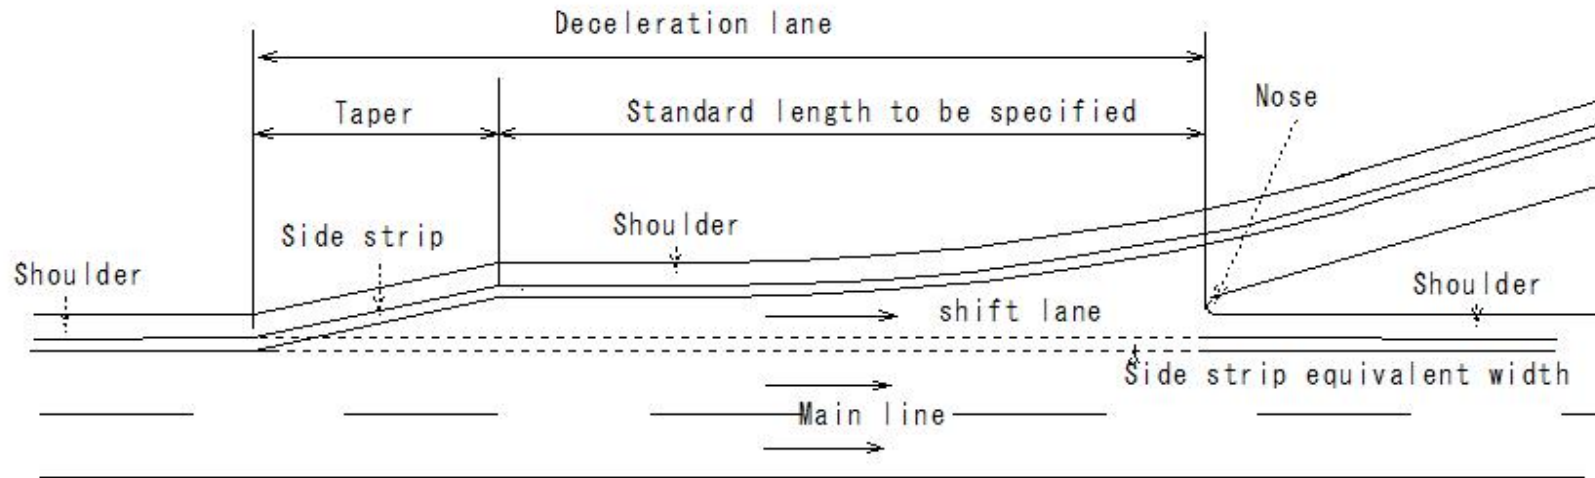 Deceleration lane
Taper
Standard length to be specified
Nose
Side strip
Shoulder
Shoulder
Shoulder
shift lane
Side strip equivalent width
Main line